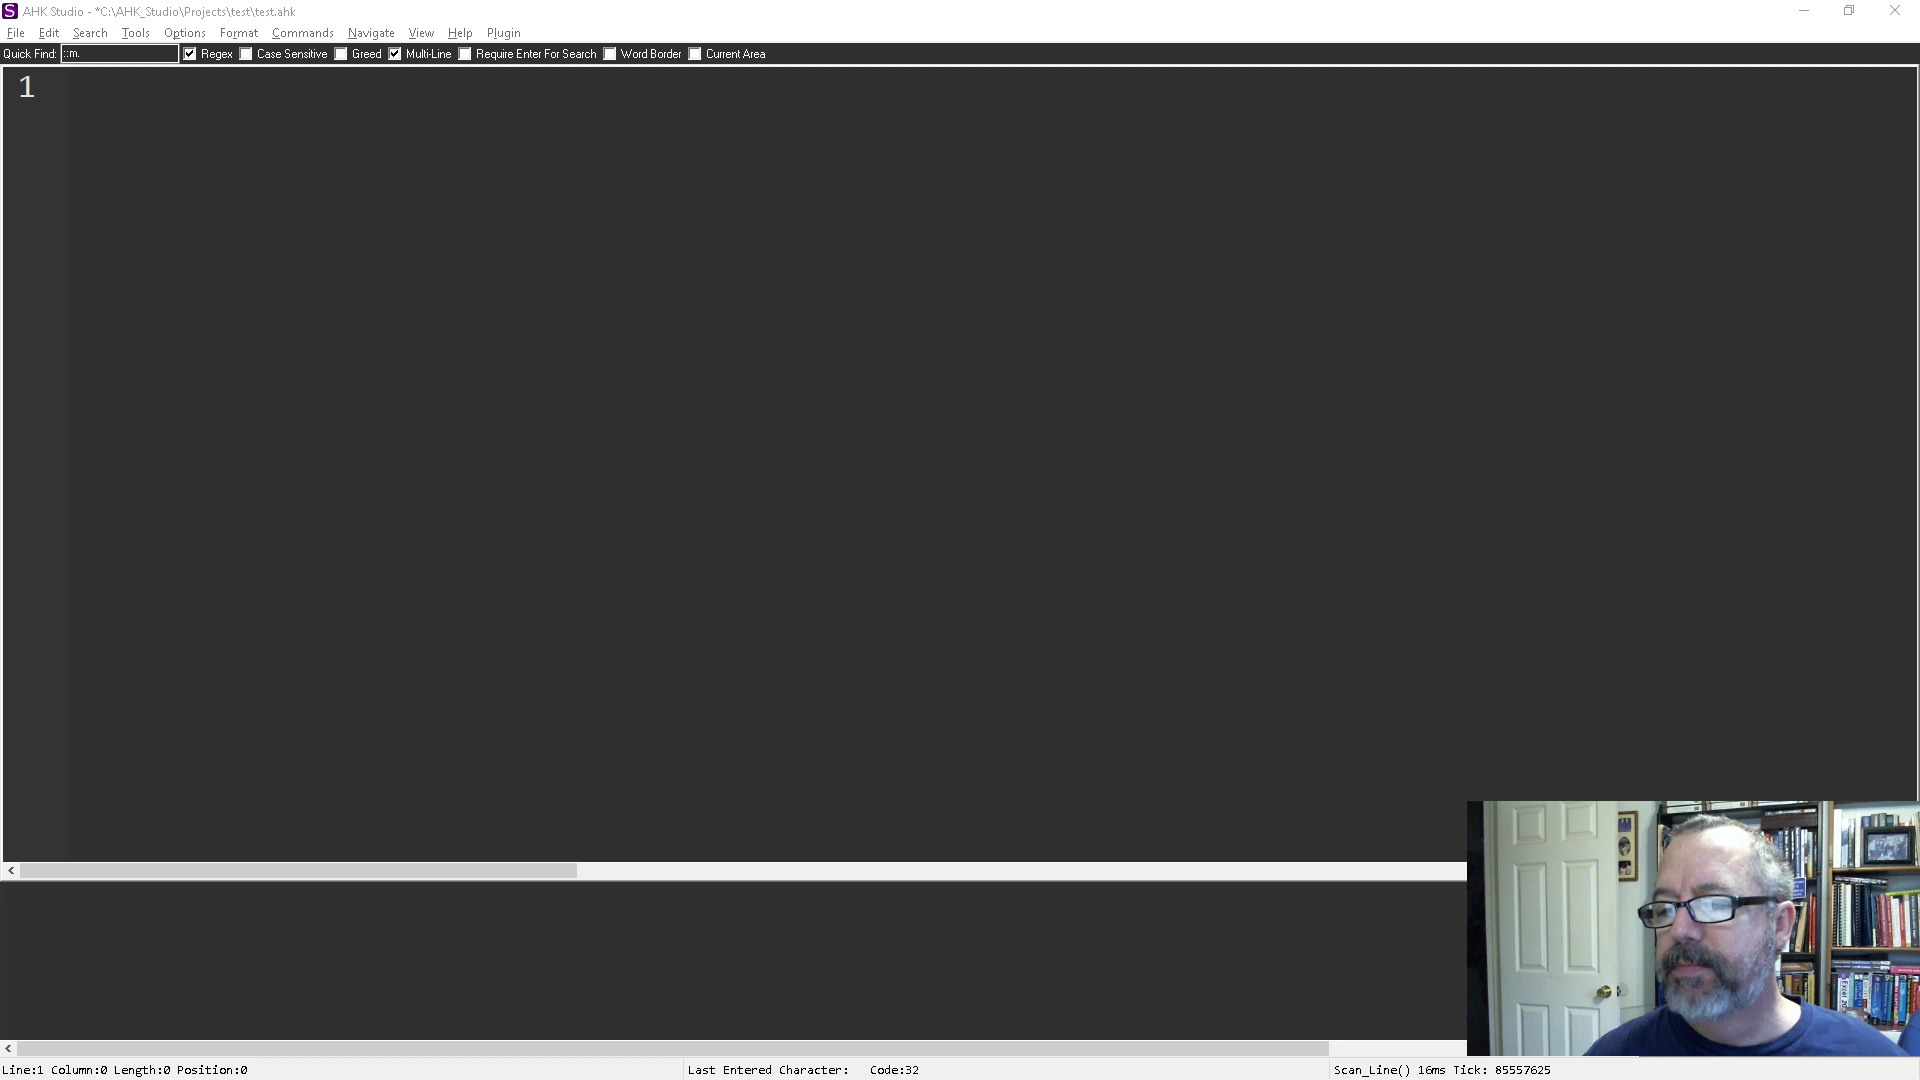 S AHK Studio - *C:\AHK_Studio\Projects\test\test.ahk
File Edit Search Tools Options Format Commands Navigate View Help Plugin
Quick Find: ::m. Regex Case Sensitive Greed Multi-Line Require Enter For Search Word Border Current Area
1
Excel
Line:1 Column:0 Length:0 Position:0 Last Entered Character: Code:32 Scan_Line() 16ms Tick: 85557625